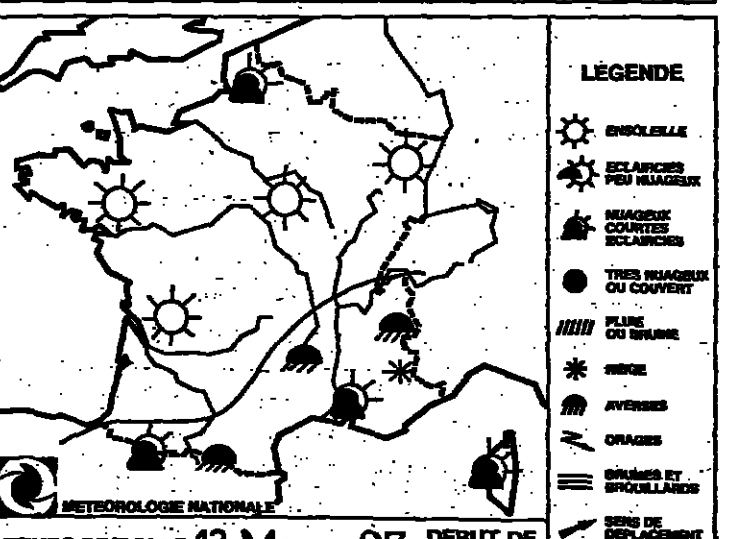 LÉGENDE
ENSOLEILLE
ECLAIRCIES
PEU NUAGEUX
NUAGEUX
COURTES
ECLAIRCIES
TRES NUAGEUX
OU COUVERT
PLUIE
OU BRUINE
NEIGE
AVERSES
ORAGES
BRUMES ET
BROUILLARDS
SENS DE
DEPLACEMENT
METEOROLOGIE NATIONALE
DEBUT DE